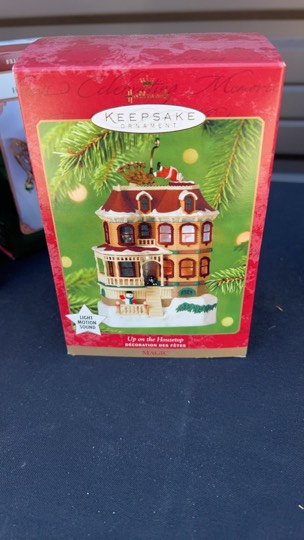 Hallmark
KEEPSAKE
ORNAMENT
LIGHT
MOTION
SOUND
Up on the Housetop
DÉCORATION DES FÊTES
MAGIC